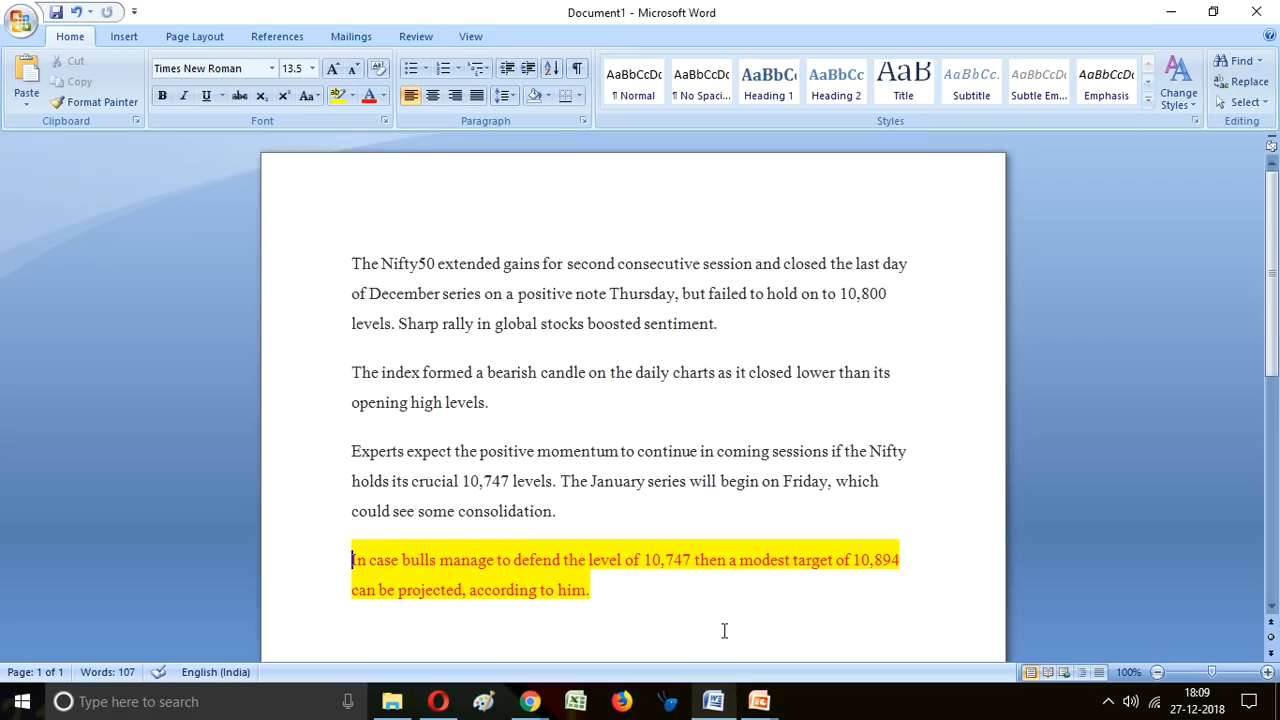 Document1 - Microsoft Word
Home Insert Page Layout References Mailings Review View
Paste
Cut
Copy
Format Painter
Clipboard
Times New Roman 13.5
Font
Paragraph
AaBbCcDc AaBbCcDc AaBbCc AaBbCc AaB AaBbCc. AaBbCcDc AaBbCcDc
¶ Normal ¶ No Spaci... Heading 1 Heading 2 Title Subtitle Subtle Em... Emphasis
Change Styles
Styles
Find
Replace
Select
Editing
The Nifty50 extended gains for second consecutive session and closed the last day
of December series on a positive note Thursday, but failed to hold on to 10,800
levels. Sharp rally in global stocks boosted sentiment.
The index formed a bearish candle on the daily charts as it closed lower than its
opening high levels.
Experts expect the positive momentum to continue in coming sessions if the Nifty
holds its crucial 10,747 levels. The January series will begin on Friday, which
could see some consolidation.
In case bulls manage to defend the level of 10,747 then a modest target of 10,894
can be projected, according to him.
Page: 1 of 1 Words: 107 English (India) 100%
Type here to search
18:09
27-12-2018